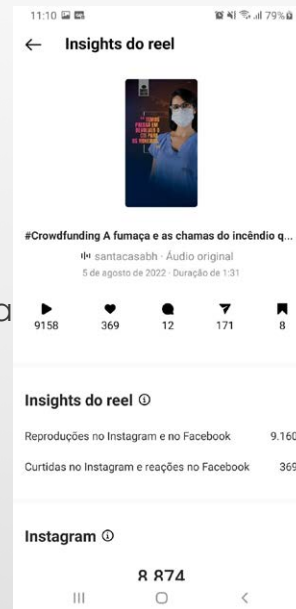 11:10
79%
Insights do reel
#Crowdfunding A fumaça e as chamas do incêndio q...
santacasabh · Áudio original
5 de agosto de 2022 · Duração de 1:31
a
9158 369 12 171 8
Insights do reel
Reproduções no Instagram e no Facebook 9.160
Curtidas no Instagram e reações no Facebook 369
Instagram
8.874